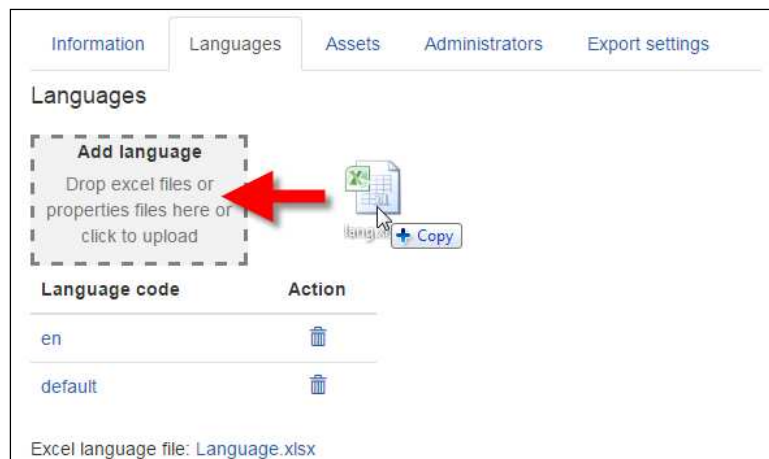 Information Languages Assets Administrators Export settings
Languages
Add language
Drop excel files or
properties files here or
click to upload
Copy
Language code Action
en
default
Excel language file: Language.xlsx